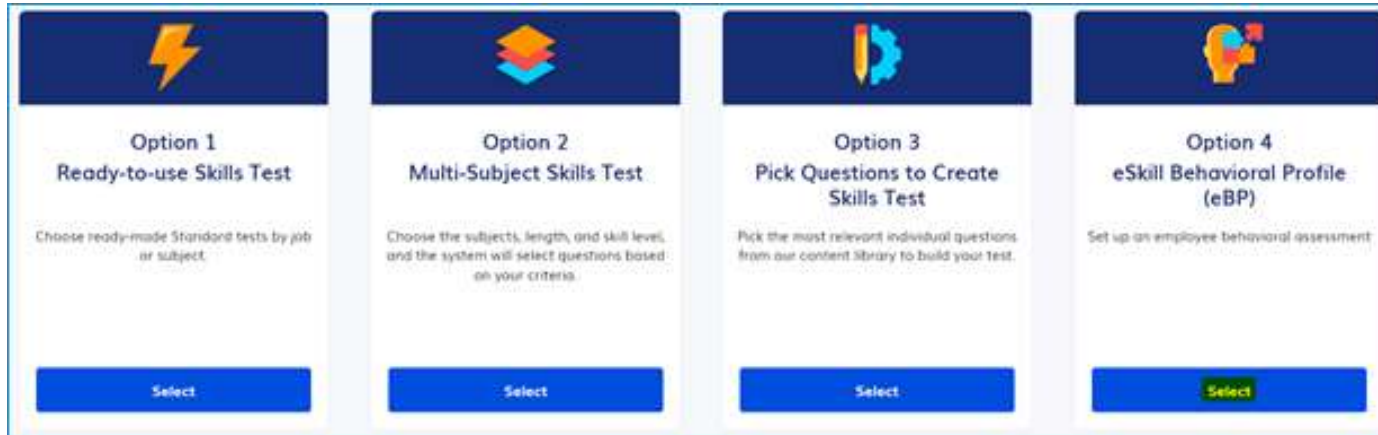 Option 1
Ready-to-use Skills Test
Choose ready-made Standard tests by job
or subject
Select
Option 2
Multi-Subject Skills Test
Choose the subjects, length, and skill level,
and the system will select questions based
on your criteria.
Select
Option 3
Pick Questions to Create
Skills Test
Pick the most relevant individual questions
from our content library to build your test.
Select
Option 4
eSkill Behavioral Profile
(eBP)
Set up an employee behavioral assessment
Select